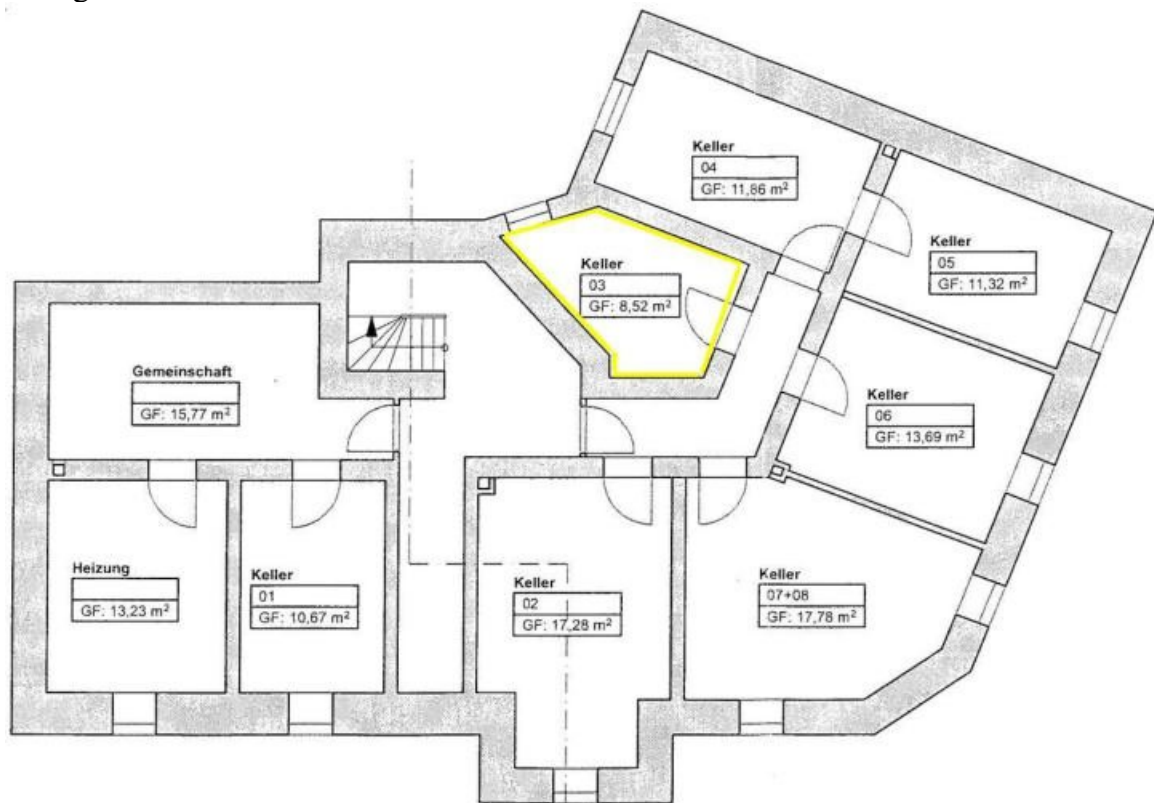 Keller
04
GF: 11,86 m²
Keller
05
GF: 11,32 m²
Keller
03
GF: 8,52 m²
Gemeinschaft
GF: 15,77 m²
Keller
06
GF: 13,69 m²
Heizung
GF: 13,23 m²
Keller
01
GF: 10,67 m²
Keller
02
GF: 17,28 m²
Keller
07+08
GF: 17,78 m²